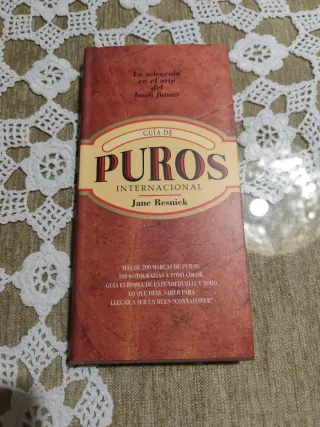 La selección
en el arte
del
buen fumar
GUÍA DE
PUROS
INTERNACIONAL
Jane Resnick
MÁS DE 200 MARCAS DE PUROS
100 FOTOGRAFÍAS A TODO COLOR
GUÍA EUROPEA DE EXPENDEDURÍAS Y TODO
LO QUE DEBE SABER PARA
LLEGAR A SER UN BUEN "CONNAISSEUR"